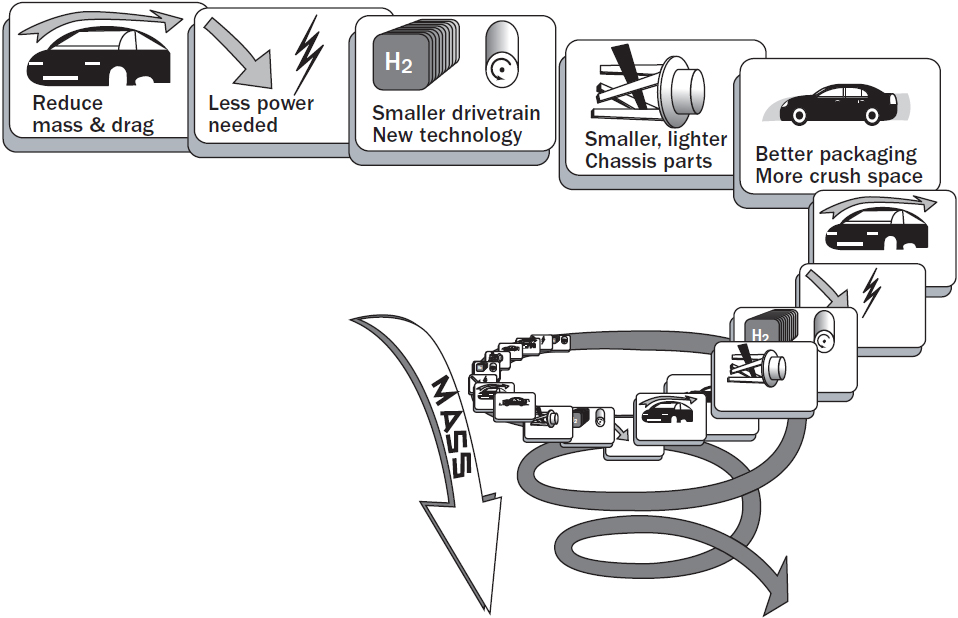 Reduce
mass & drag
Less power
needed
H2
Smaller drivetrain
New technology
Smaller, lighter
Chassis parts
Better packaging
More crush space
H2
MASS